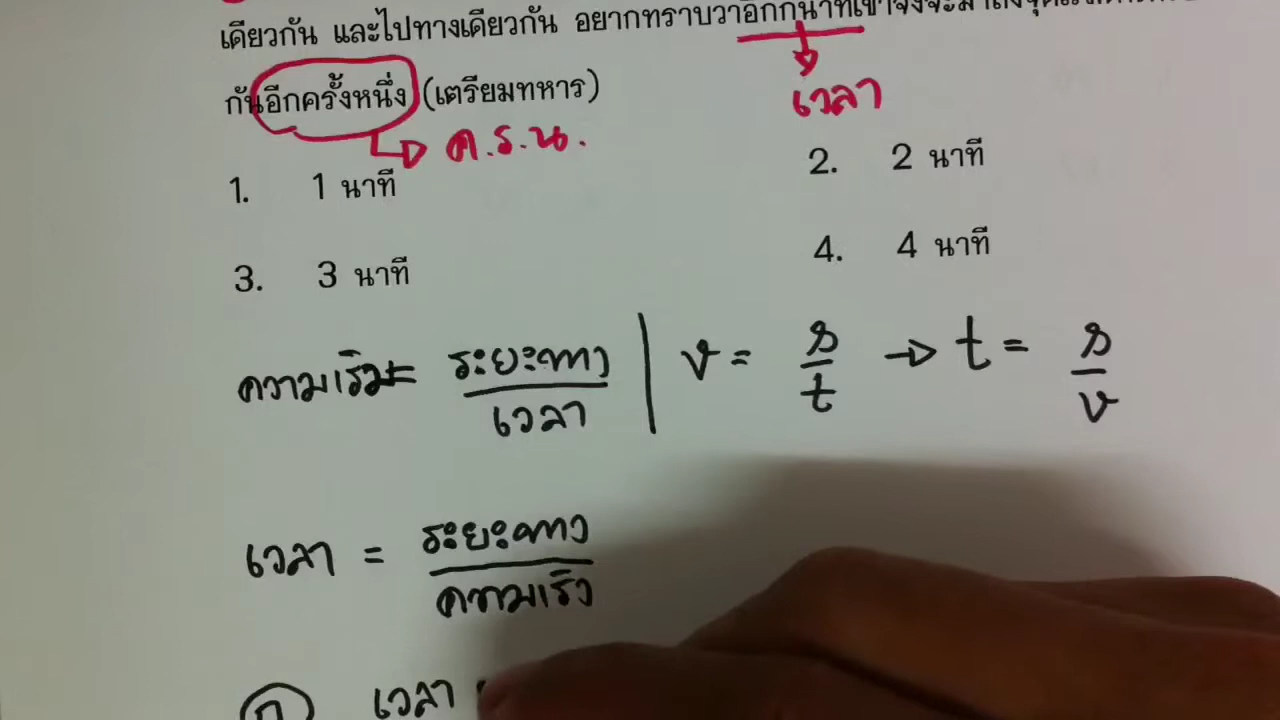 เดียวกัน และไปทางเดียวกัน อยากทราบว่าอีกกี่นาที
กันอีกครั้งหนึ่ง (เตรียมทหาร)
เวลา
ค.ร.น.
1. 1 นาที
2. 2 นาที
3. 3 นาที
4. 4 นาที
ความเร็ว = ระยะทาง / เวลา | v = s / t → t = s / v
เวลา = ระยะทาง / ความเร็ว
เวลา